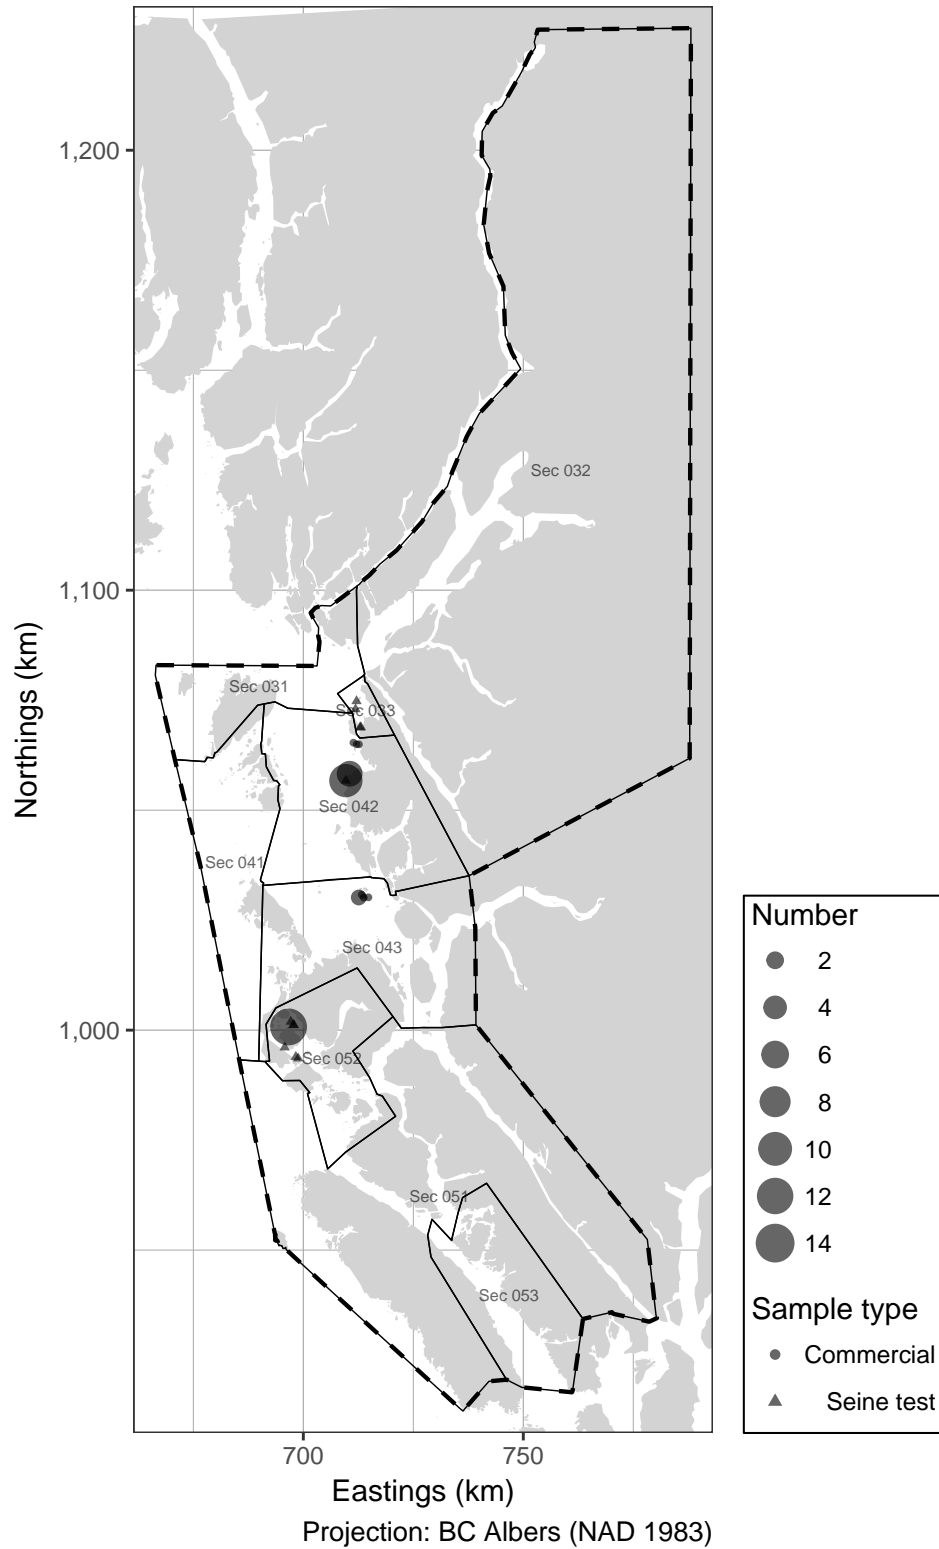 1,200
1,100
1,000
Northings (km)
Sec 032
Sec 031
Sec 033
Sec 042
Sec 041
Sec 043
Sec 052
Sec 051
Sec 053
700
750
Eastings (km)
Projection: BC Albers (NAD 1983)
Number
2
4
6
8
10
12
14
Sample type
Commercial
Seine test